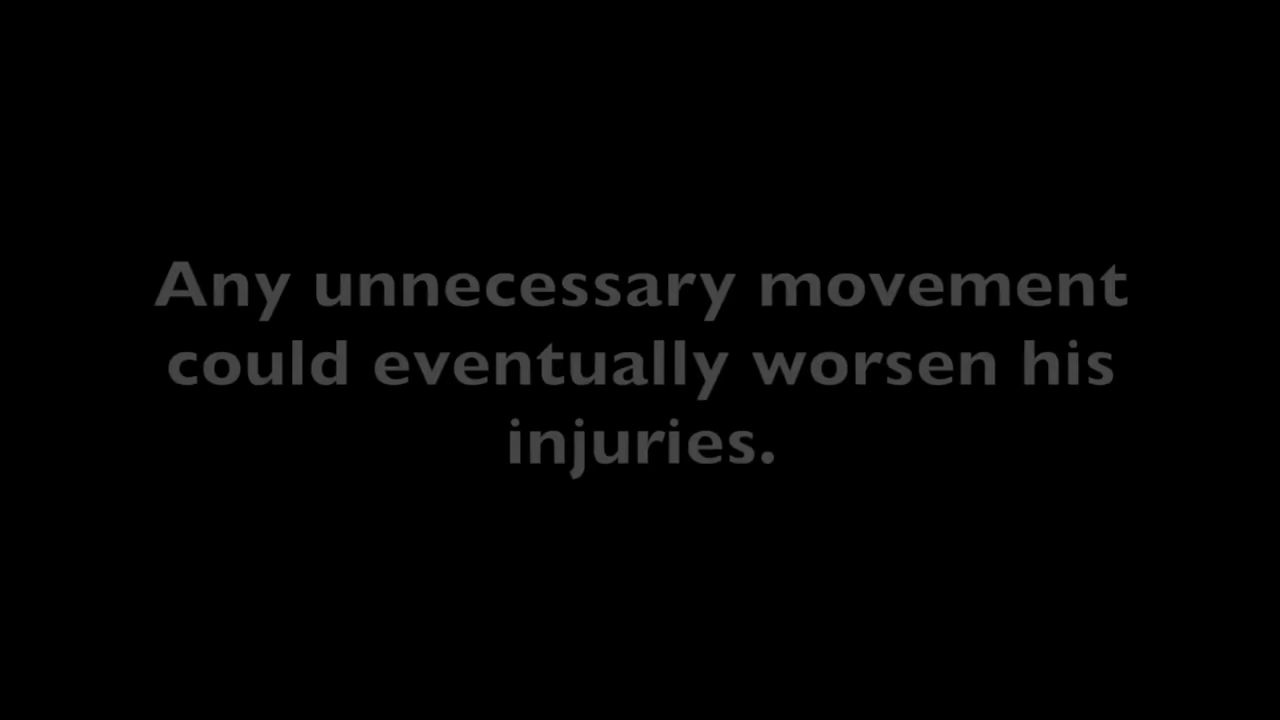 Any unnecessary movement
could eventually worsen his
injuries.